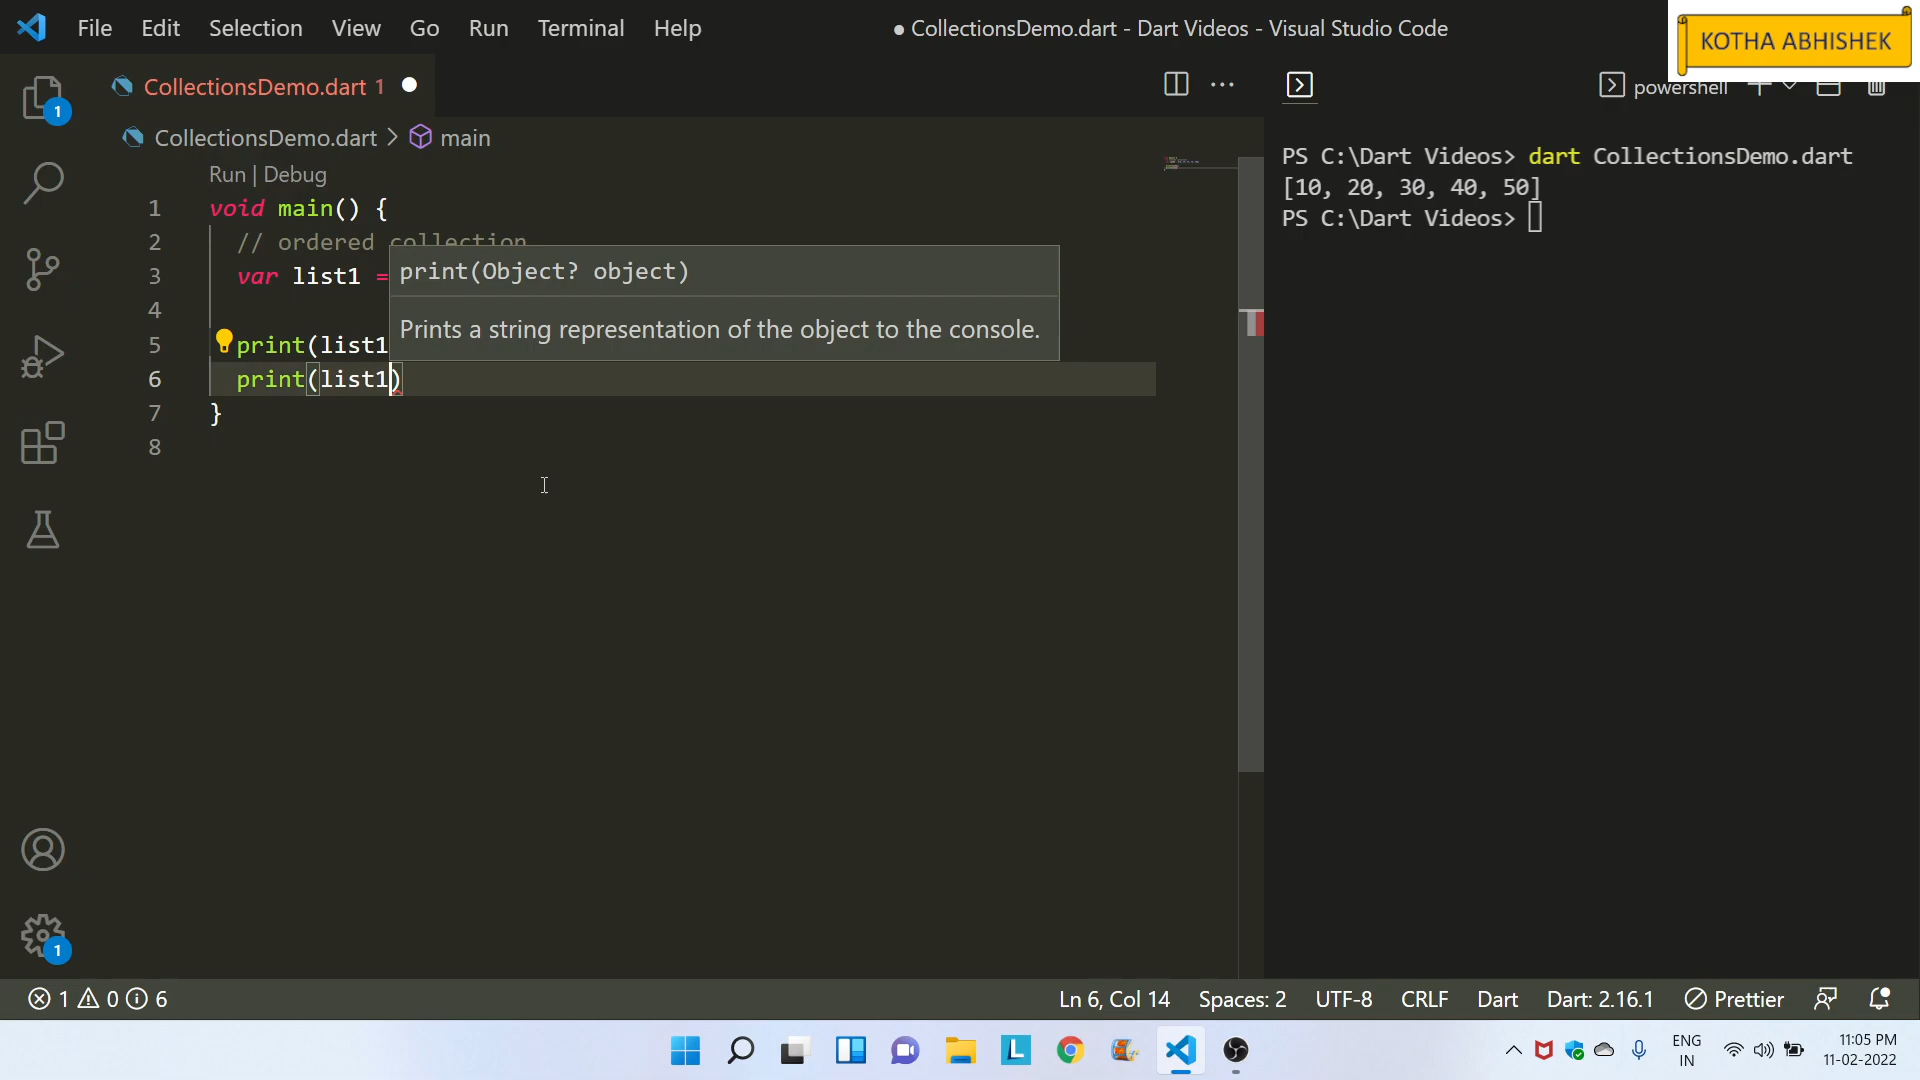 File Edit Selection View Go Run Terminal Help
● CollectionsDemo.dart - Dart Videos - Visual Studio Code
KOTHA ABHISHEK
CollectionsDemo.dart 1
powershell
CollectionsDemo.dart > main
Run | Debug
1 void main() {
2 // ordered collection
3 var list1 =
4
5 print(list1
6 print(list1)
7 }
8
print(Object? object)
Prints a string representation of the object to the console.
PS C:\Dart Videos> dart CollectionsDemo.dart
[10, 20, 30, 40, 50]
PS C:\Dart Videos>
1
1
1 0 6
Ln 6, Col 14 Spaces: 2 UTF-8 CRLF Dart Dart: 2.16.1 Prettier
L
ENG
IN
11:05 PM
11-02-2022